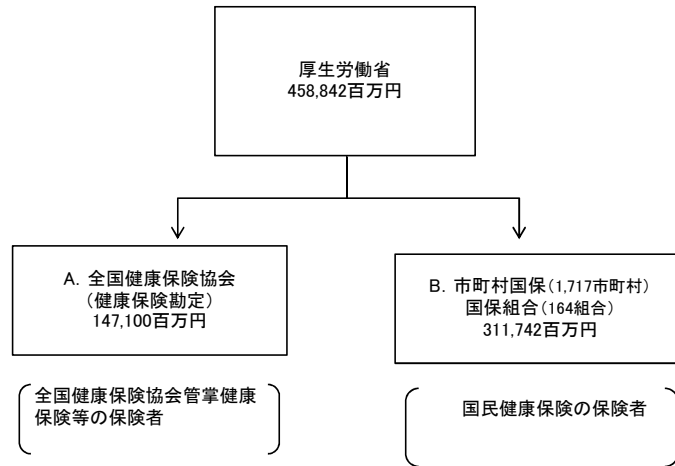 厚生労働省
458,842百万円
A. 全国健康保険協会
（健康保険勘定）
147,100百万円
B. 市町村国保（1,717市町村）
国保組合（164組合）
311,742百万円
全国健康保険協会管掌健康
保険等の保険者
国民健康保険の保険者